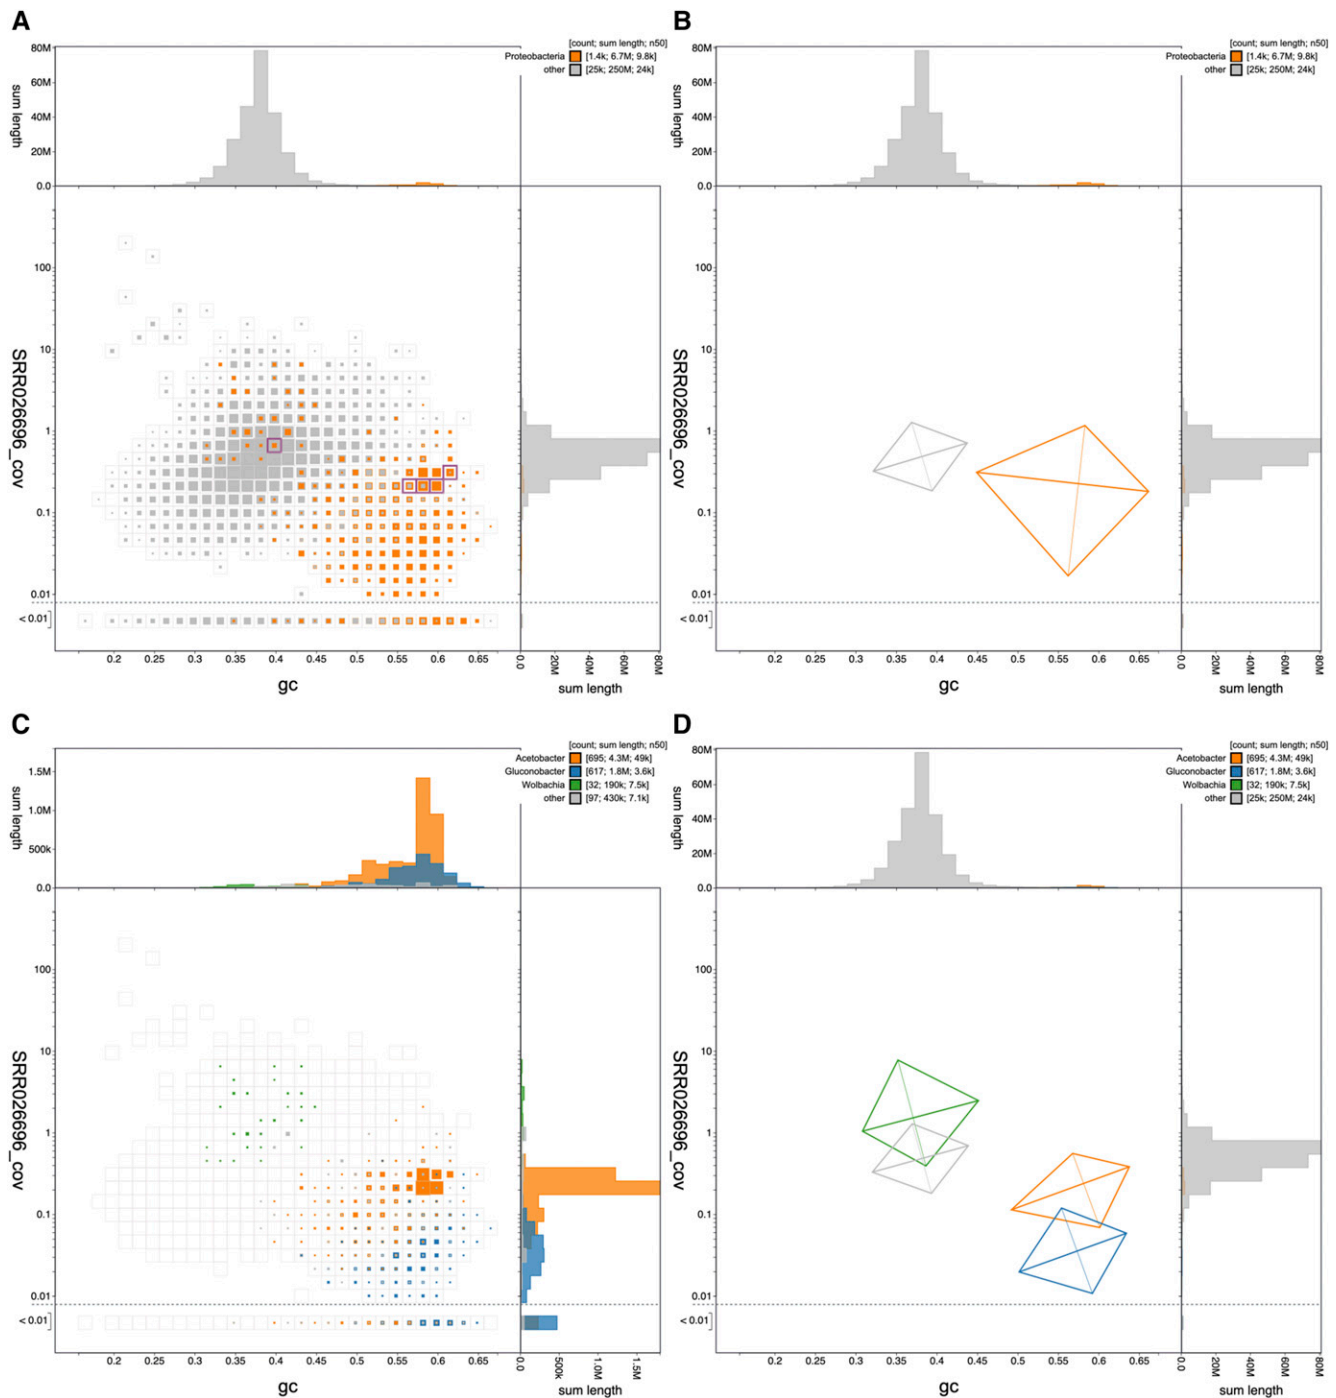 A
[count; sum length; n50]
Proteobacteria [1.4k; 6.7M; 9.8k]
other [25k; 250M; 24k]
80M
60M
40M
20M
0.0
sum length
100
10
1
0.1
0.01
< 0.01
SRR026696_cov
0.2 0.25 0.3 0.35 0.4 0.45 0.5 0.55 0.6 0.65
gc
0.0 20M 40M 60M 80M
sum length
B
[count; sum length; n50]
Proteobacteria [1.4k; 6.7M; 9.8k]
other [25k; 250M; 24k]
80M
60M
40M
20M
0.0
sum length
100
10
1
0.1
0.01
< 0.01
SRR026696_cov
0.2 0.25 0.3 0.35 0.4 0.45 0.5 0.55 0.6 0.65
gc
0.0 20M 40M 60M 80M
sum length
C
[count; sum length; n50]
Acetobacter [695; 4.3M; 49k]
Gluconobacter [617; 1.8M; 3.6k]
Wolbachia [32; 190k; 7.5k]
other [97; 430k; 7.1k]
1.5M
1.0M
500k
0.0
sum length
100
10
1
0.1
0.01
< 0.01
SRR026696_cov
0.2 0.25 0.3 0.35 0.4 0.45 0.5 0.55 0.6 0.65
gc
0.0 500k 1.0M 1.5M
sum length
D
[count; sum length; n50]
Acetobacter [695; 4.3M; 49k]
Gluconobacter [617; 1.8M; 3.6k]
Wolbachia [32; 190k; 7.5k]
other [25k; 250M; 24k]
80M
60M
40M
20M
0.0
sum length
100
10
1
0.1
0.01
< 0.01
SRR026696_cov
0.2 0.25 0.3 0.35 0.4 0.45 0.5 0.55 0.6 0.65
gc
0.0 20M 40M 60M 80M
sum length